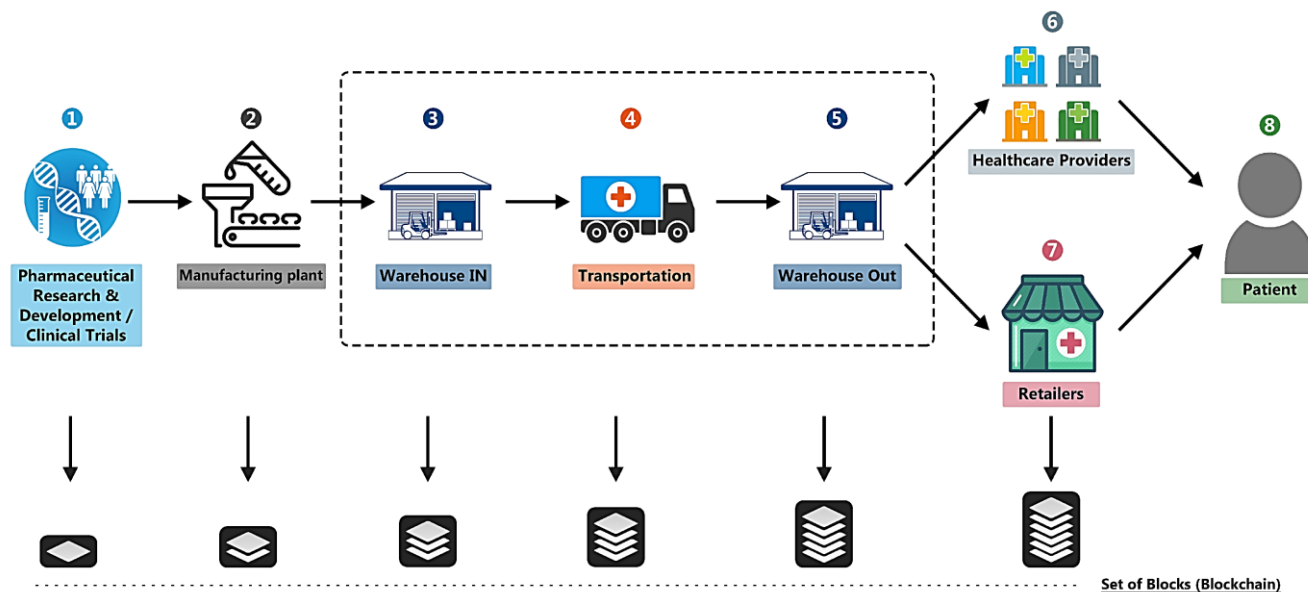 1
2
3
4
5
6
7
8
Pharmaceutical
Research &
Development /
Clinical Trials
Manufacturing plant
Warehouse IN
Transportation
Warehouse Out
Healthcare Providers
Retailers
Patient
Set of Blocks (Blockchain)